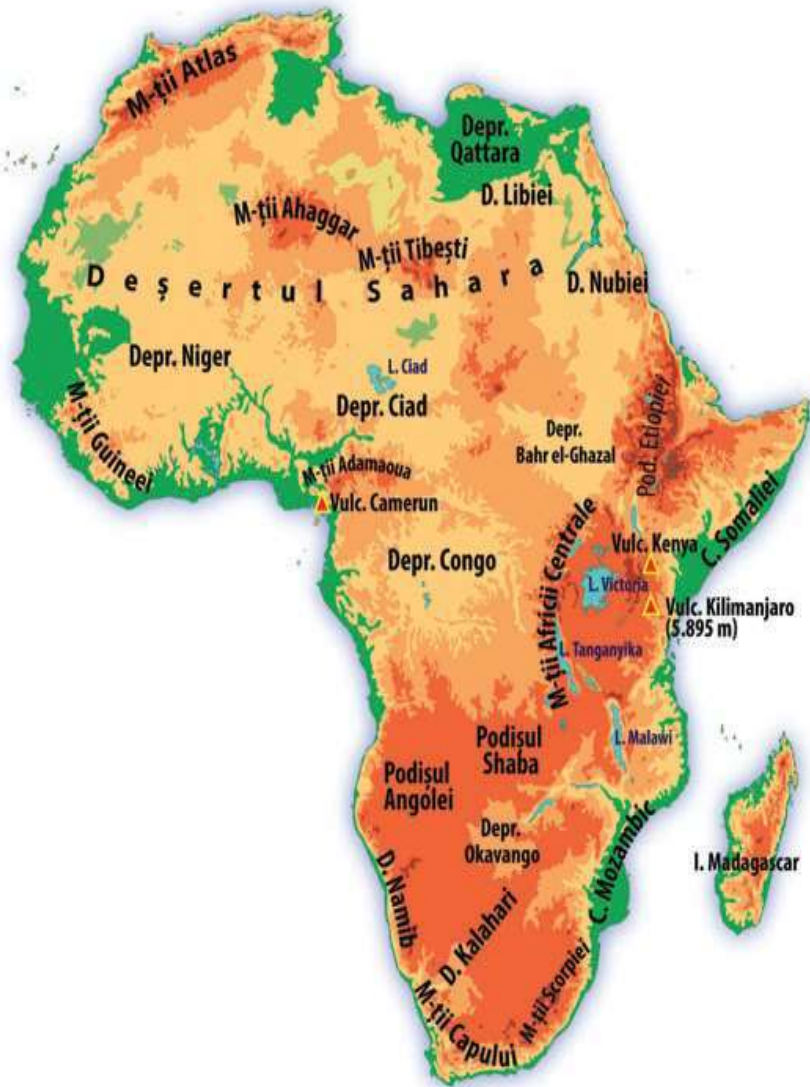 M-ții Atlas
Depr.
Qattara
D. Libiei
M-ții Ahaggar
M-ții Tibești
Deșertul Sahara
D. Nubiei
Depr. Niger
L. Ciad
Depr. Ciad
M-ții Guineei
Depr.
Bahr el-Ghazal
Pod. Etiopiei
M-ții Adamaoua
Vulc. Camerun
C. Somaliei
Depr. Congo
M-ții Africii Centrale
Vulc. Kenya
L. Victoria
Vulc. Kilimanjaro
(5.895 m)
L. Tanganyika
Podișul
Shaba
L. Malawi
Podișul
Angolei
Depr.
Okavango
C. Mozambic
I. Madagascar
D. Namib
D. Kalahari
M-ții Scorpiei
M-ții Capului